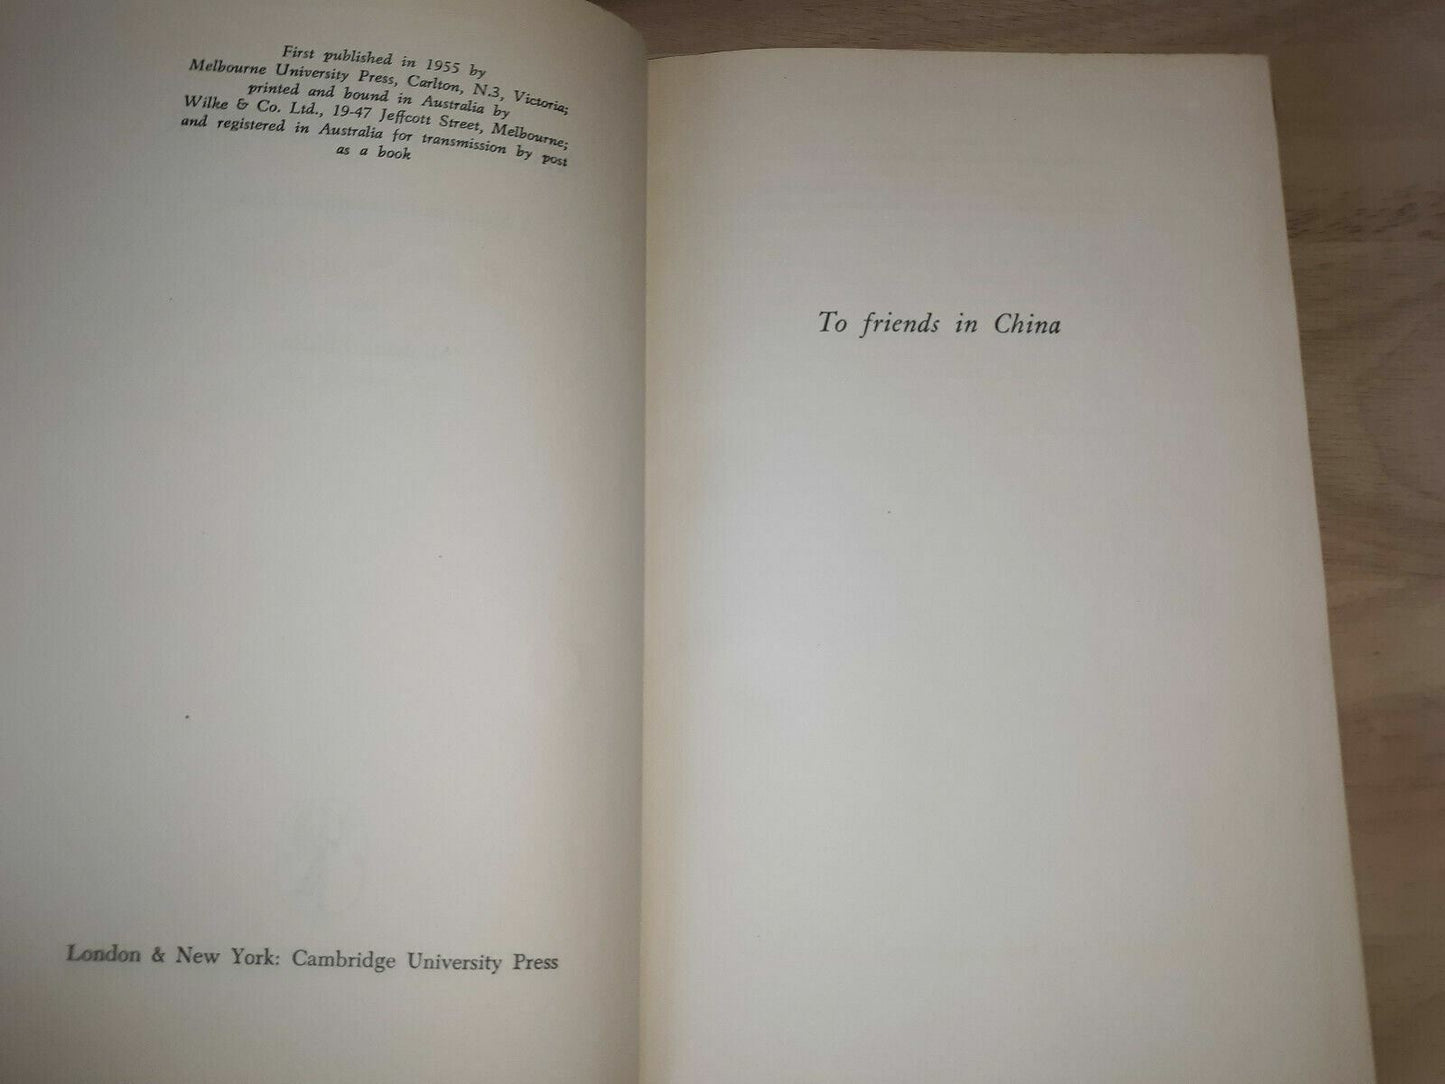 First published in 1955 by
Melbourne University Press, Carlton, N.3, Victoria;
printed and bound in Australia by
Wilke & Co. Ltd., 19-47 Jeffcott Street, Melbourne;
and registered in Australia for transmission by post
as a book
London & New York: Cambridge University Press
To friends in China